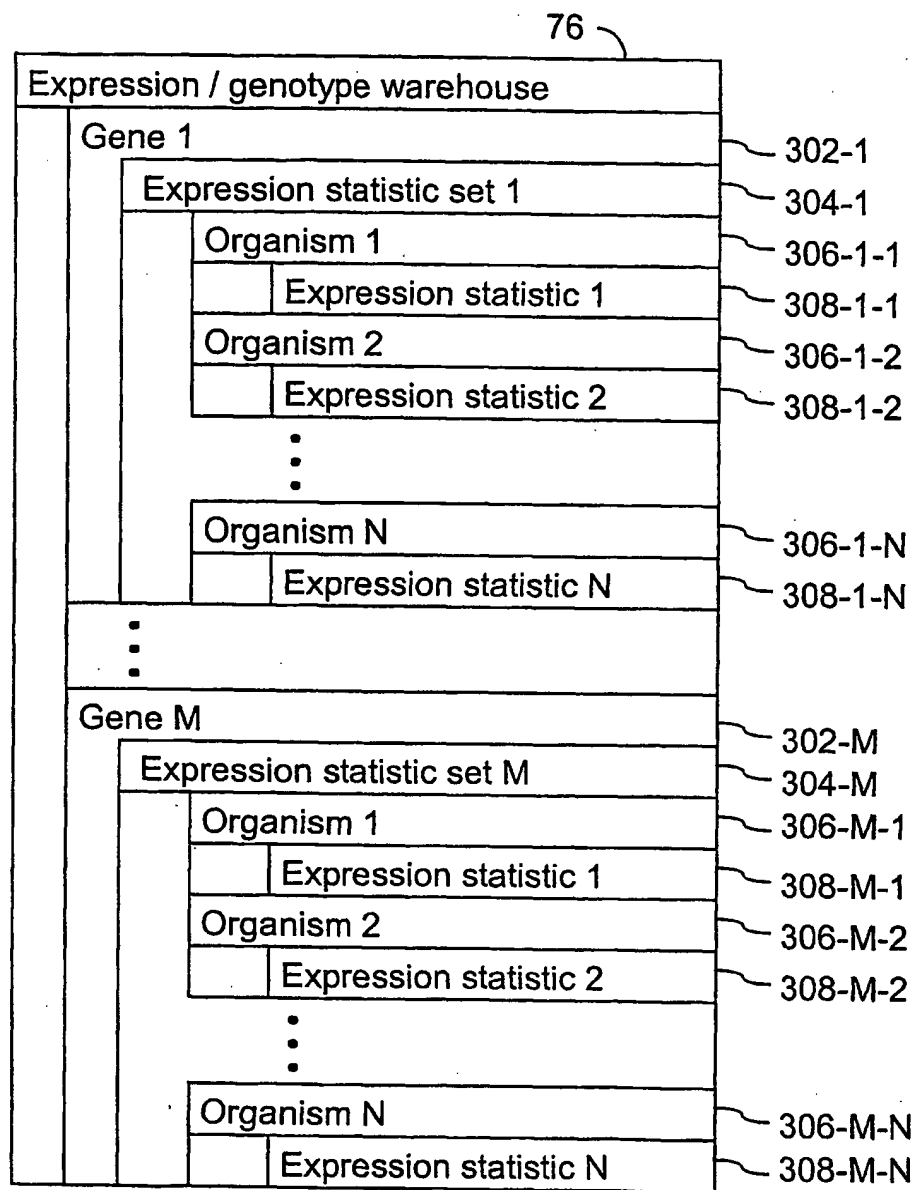 76
Expression / genotype warehouse
Gene 1 302-1
Expression statistic set 1 304-1
Organism 1 306-1-1
Expression statistic 1 308-1-1
Organism 2 306-1-2
Expression statistic 2 308-1-2
Organism N 306-1-N
Expression statistic N 308-1-N
Gene M 302-M
Expression statistic set M 304-M
Organism 1 306-M-1
Expression statistic 1 308-M-1
Organism 2 306-M-2
Expression statistic 2 308-M-2
Organism N 306-M-N
Expression statistic N 308-M-N